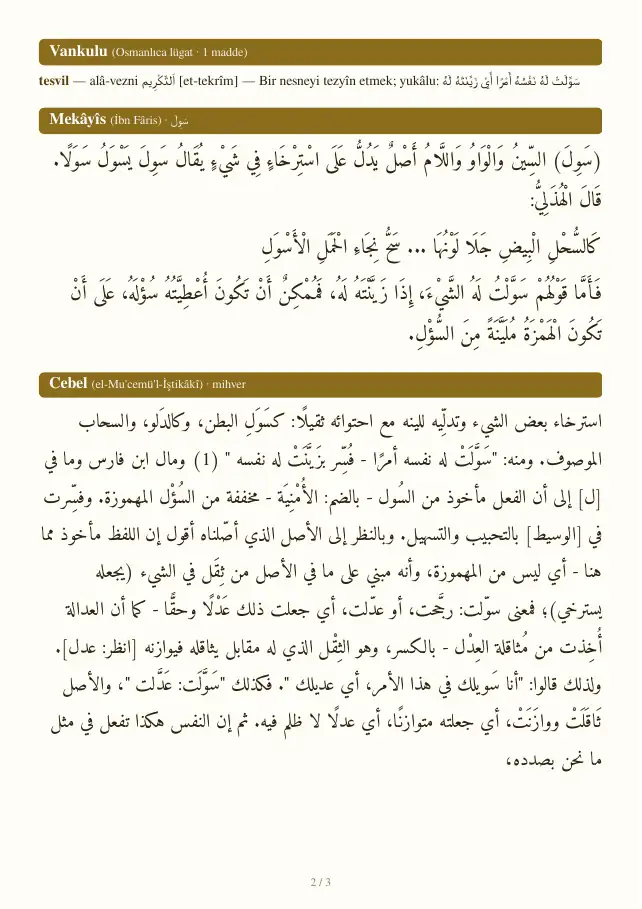 Vankulu (Osmanlıca lügat · 1 madde)
tesvil — alâ-vezni اَلتَّكْرِيم [et-tekrîm] — Bir nesneyi tezyîn etmek; yukâlu: سَوَّلَتْ لَهُ نَفْسُهُ أَمْرًا أَيْ زَيَّنَتْهُ لَهُ
Mekâyîs (İbn Fâris) · سَوِلَ
(سَوِلَ) السِّينُ وَالْوَاوُ وَاللَّامُ أَصْلٌ يَدُلُّ عَلَى اسْتِرْخَاءٍ فِي شَيْءٍ يُقَالُ سَوِلَ يَسْوَلُ سَوَلًا.
قَالَ الْهُذَلِيُّ:
كَالسُّحْلِ الْبِيضِ جَلَا لَوْنُهَا ... سَحُّ نِجَاءِ الْحَمَلِ الْأَسْوَلِ
فَأَمَّا قَوْلُهُمْ سَوَّلْتُ لَهُ الشَّيْءَ، إِذَا زَيَّنْتَهُ لَهُ، فَمُمْكِنٌ أَنْ تَكُونَ أُعْطِيَّتُهُ سُؤْلَهُ، عَلَى أَنْ
تَكُونَ الْهَمْزَةُ مُلَيَّنَةً مِنَ السُّؤْلِ.
Cebel (el-Mu'cemü'l-İştikâkī) · mihver
استرخاء بعض الشيء وتدلّيه للينه مع احتوائه ثقيلًا: كسَوَلِ البطن، وكالدَلو، والسحاب
الموصوف. ومنه: "سَوَّلَتْ له نفسه أمرًا - فُسِّر بزَيَّنَتْ له نفسه " (1) ومال ابن فارس وما في
[ل] إلى أن الفعل مأخوذ من السُول - بالضم: الأُمْنِيَة - مخففة من السُؤْل المهموزة. وفسِّرت
في [الوسيط] بالتحبيب والتسهيل. وبالنظر إلى الأصل الذي أصّلناه أقول إن اللفظ مأخوذ مما
هنا - أي ليس من المهموزة، وأنه مبني على ما في الأصل من ثِقَل في الشيء (يجعله
يسترخي)؛ فمعنى سوّلت: رجَّحت، أو عدّلت، أي جعلت ذلك عَدْلًا وحقًّا - كما أن العدالة
أُخِذت من مُثاقلة العِدْل - بالكسر، وهو الثِقْل الذي له مقابل يثاقله فيوازنه [انظر: عدل].
ولذلك قالوا: "أنا سَويلك في هذا الأمر، أي عديلك ". فكذلك "سَوَّلَت: عَدَّلت "، والأصل
ثَاقَلَتْ ووازَنَتْ، أي جعلته متوازنًا، أي عدلًا لا ظلم فيه. ثم إن النفس هكذا تفعل في مثل
ما نحن بصدده،
2 / 3